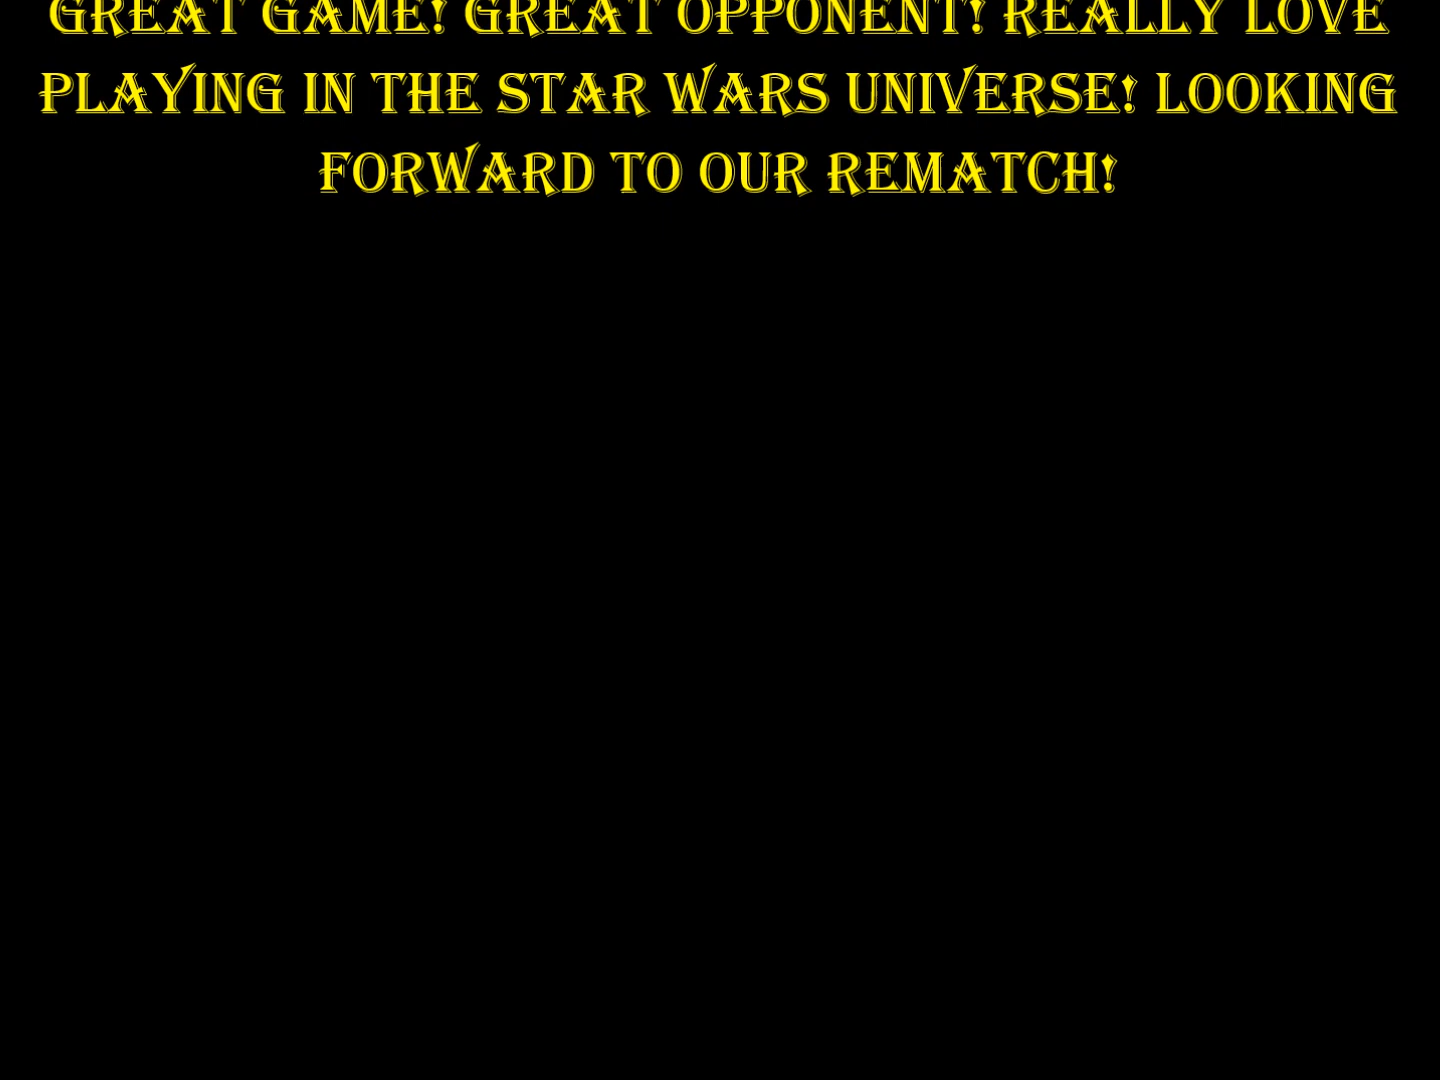 GREAT GAME! GREAT OPPONENT! REALLY LOVE
PLAYING IN THE STAR WARS UNIVERSE! LOOKING
FORWARD TO OUR REMATCH!